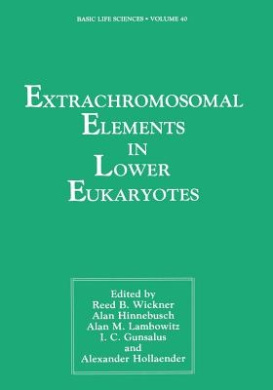 BASIC LIFE SCIENCES • VOLUME 40
EXTRACHROMOSOMAL
ELEMENTS
IN
LOWER
EUKARYOTES
Edited by
Reed B. Wickner
Alan Hinnebusch
Alan M. Lambowitz
I. C. Gunsalus
and
Alexander Hollaender